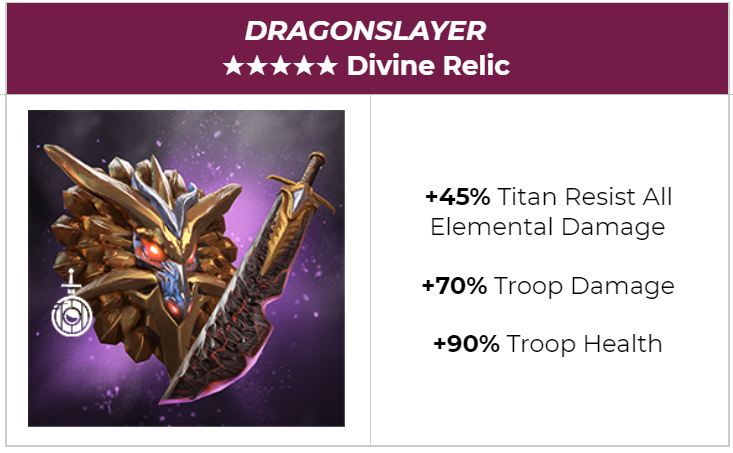 DRAGONSLAYER
★★★★★ Divine Relic
+45% Titan Resist All
Elemental Damage
+70% Troop Damage
+90% Troop Health